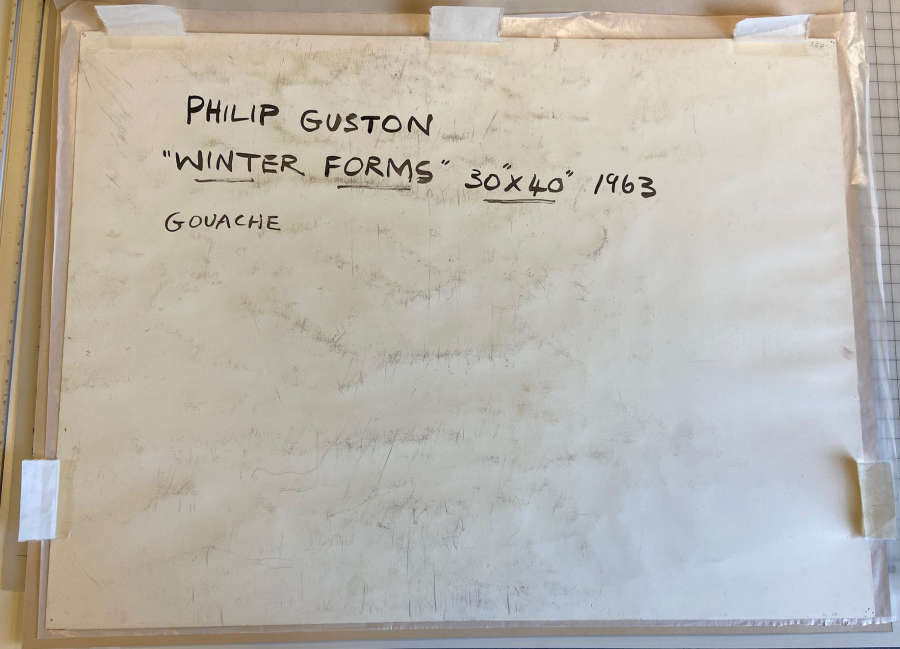 PHILIP GUSTON
"WINTER FORMS" 30"X40" 1963
GOUACHE